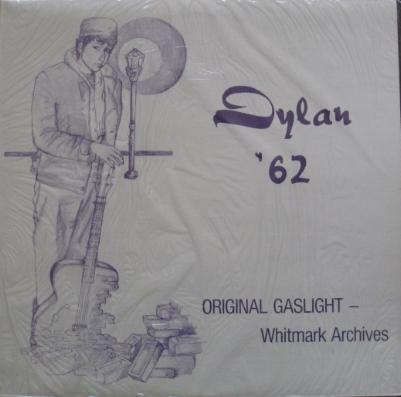 Dylan
'62
ORIGINAL GASLIGHT –
Whitmark Archives